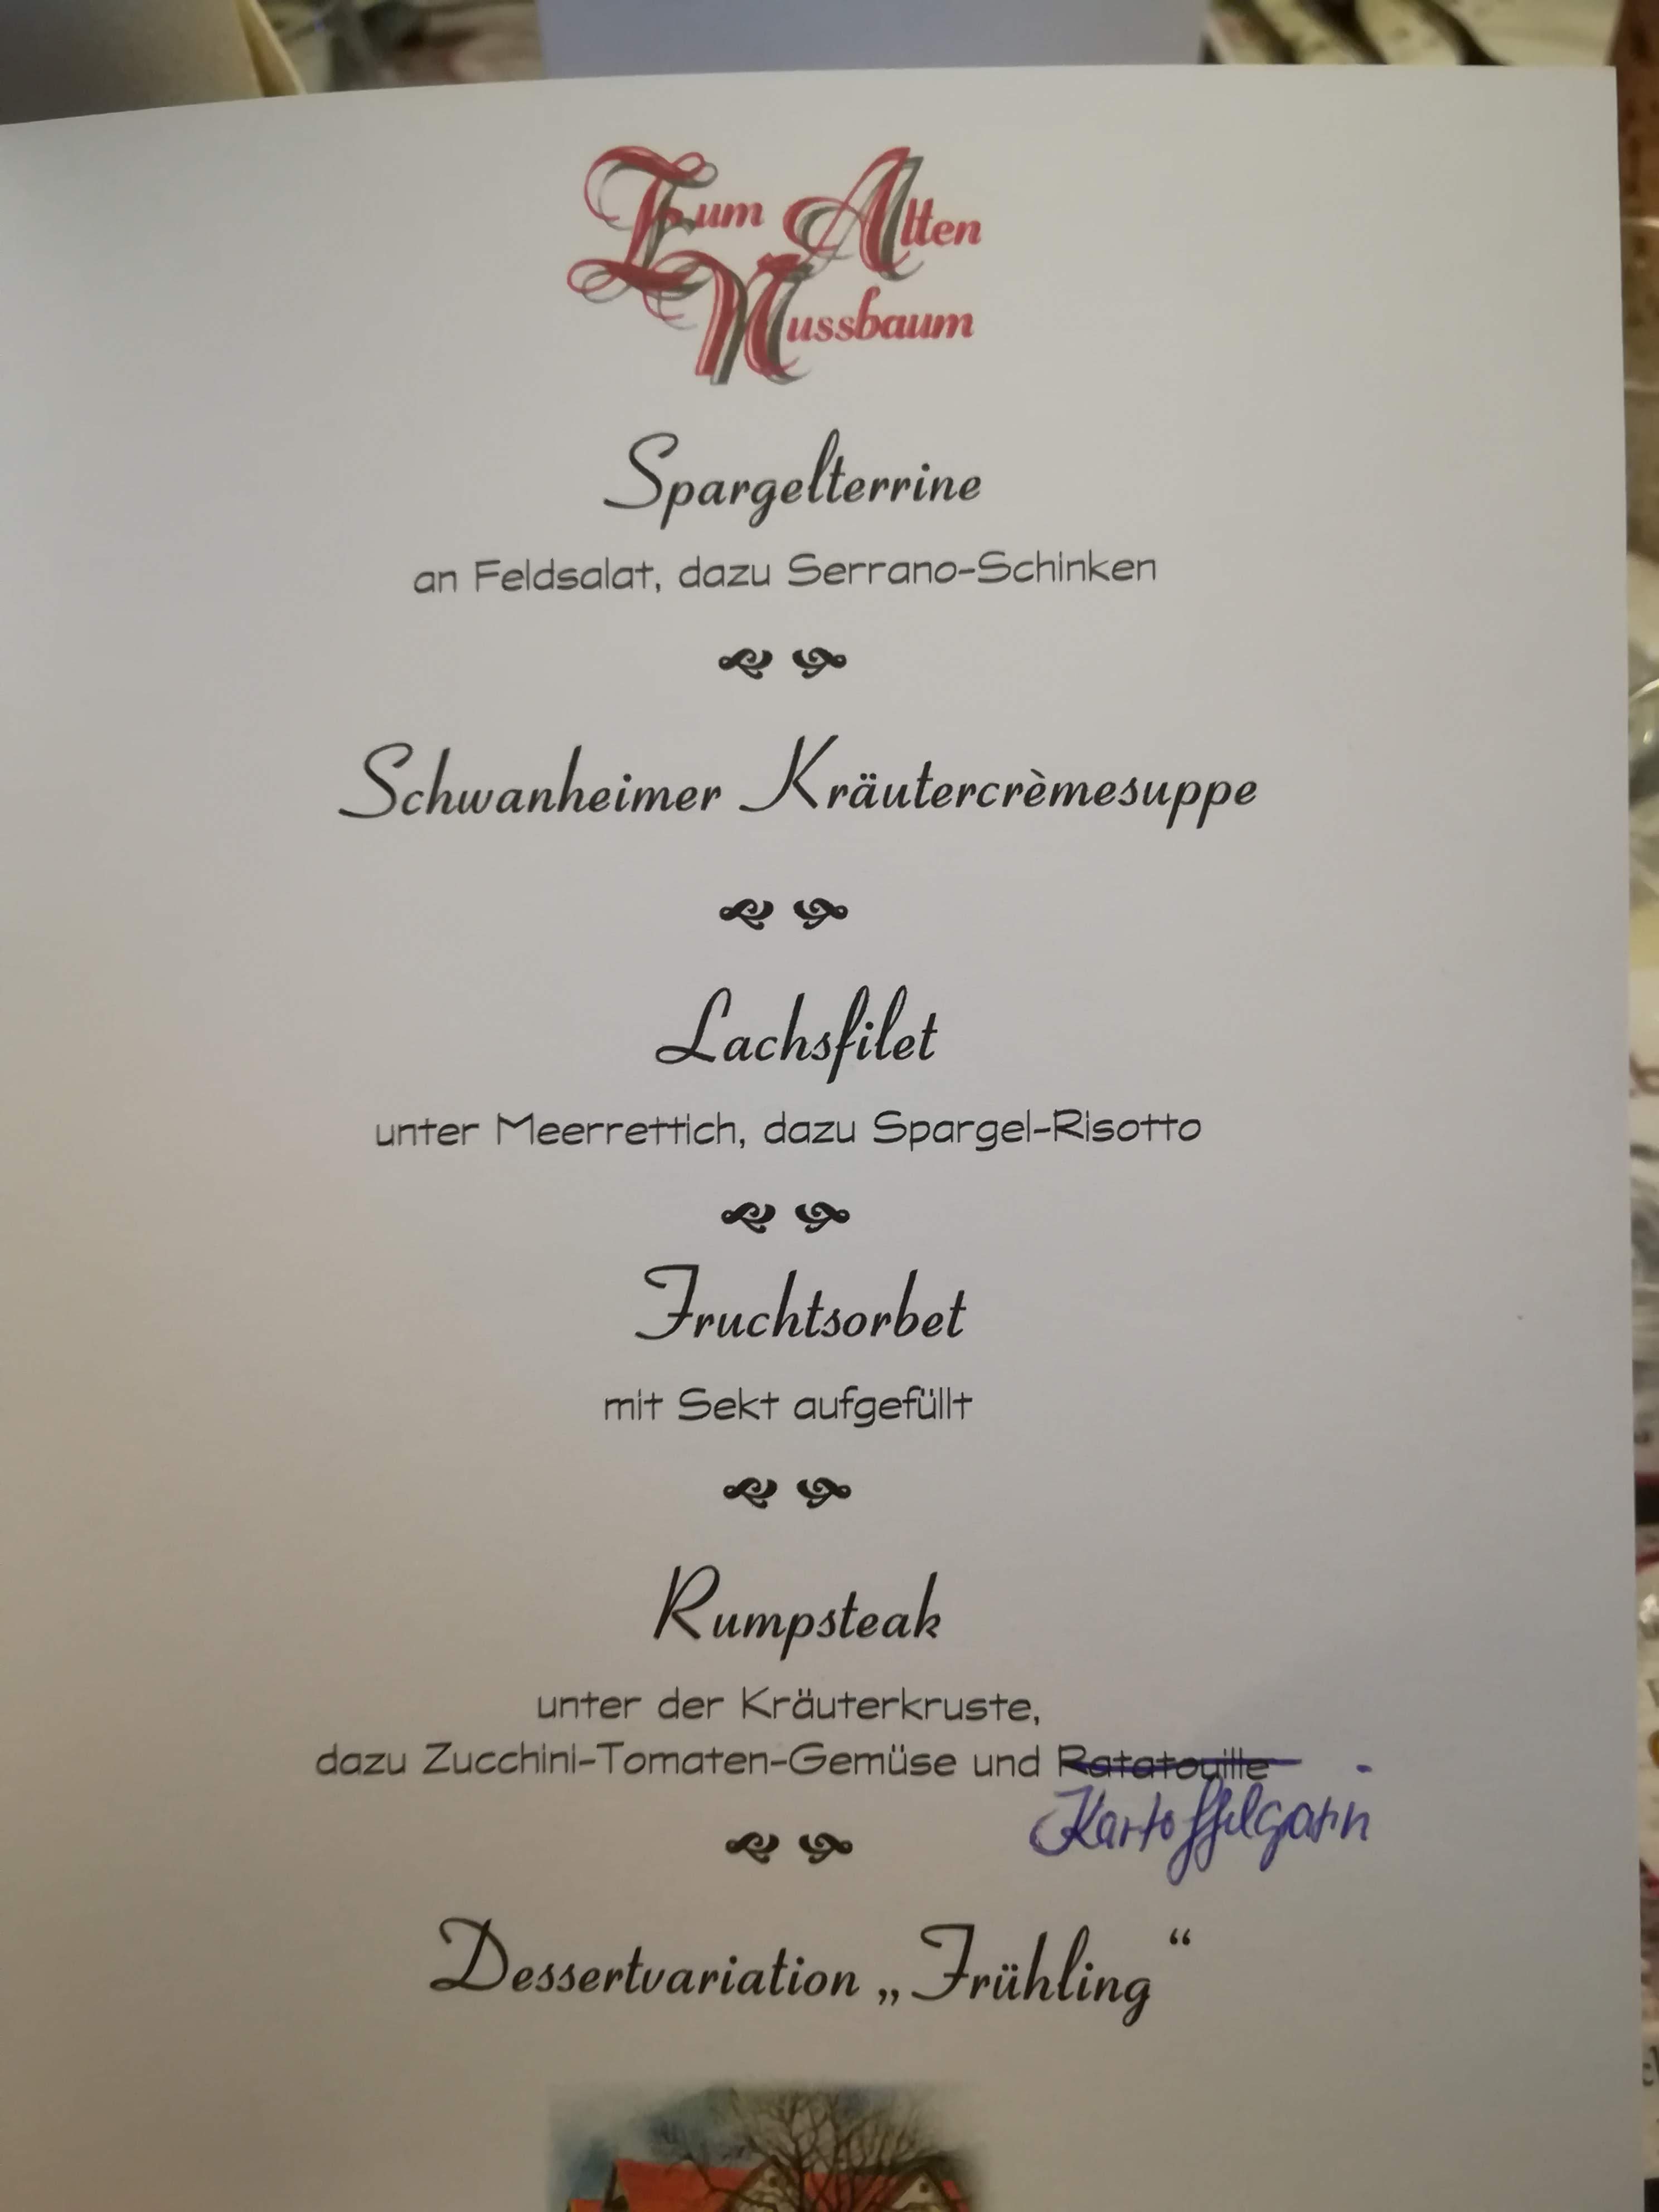 Zum Alten
Nussbaum
Spargelterrine
an Feldsalat, dazu Serrano-Schinken
Schwanheimer Kräutercrèmesuppe
Lachsfilet
unter Meerrettich, dazu Spargel-Risotto
Fruchtsorbet
mit Sekt aufgefüllt
Rumpsteak
unter der Kräuterkruste,
dazu Zucchini-Tomaten-Gemüse und Ratatouille
Kartoffelgratin
Dessertvariation „Frühling“